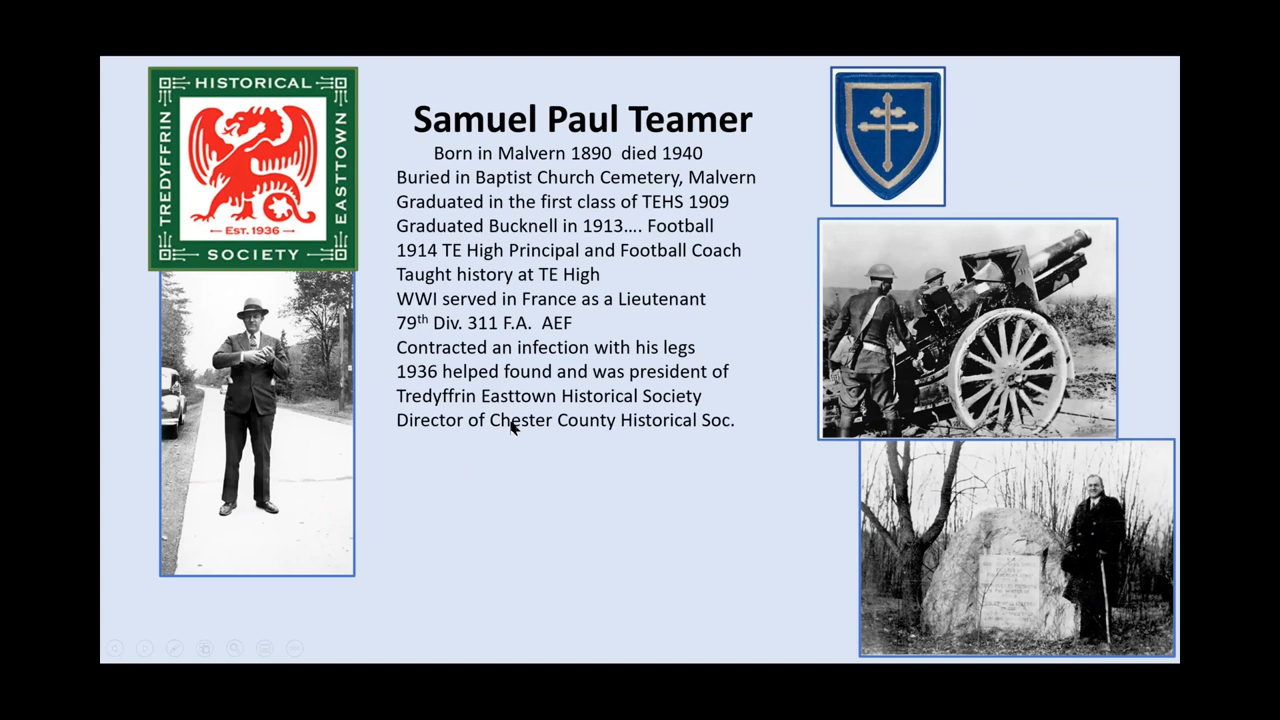 HISTORICAL
TREDYFFRIN
EASTTOWN
EST. 1936
SOCIETY
Samuel Paul Teamer
Born in Malvern 1890 died 1940
Buried in Baptist Church Cemetery, Malvern
Graduated in the first class of TEHS 1909
Graduated Bucknell in 1913.... Football
1914 TE High Principal and Football Coach
Taught history at TE High
WWI served in France as a Lieutenant
79th Div. 311 F.A. AEF
Contracted an infection with his legs
1936 helped found and was president of
Tredyffrin Easttown Historical Society
Director of Chester County Historical Soc.